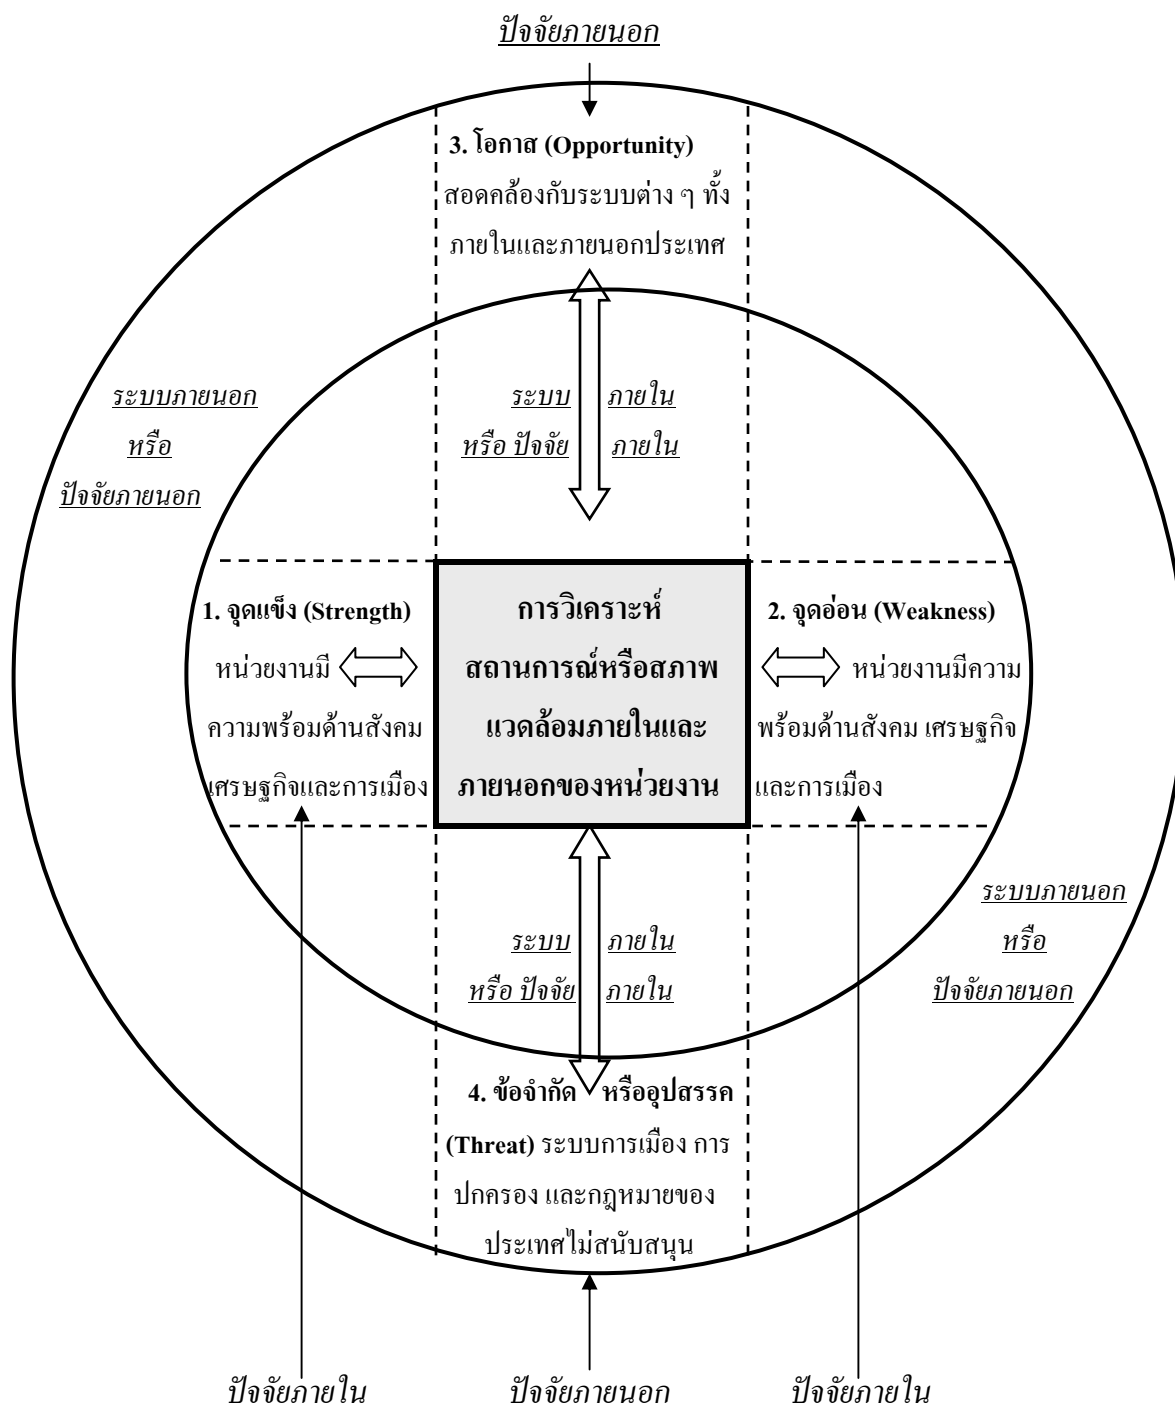 ปัจจัยภายนอก
3. โอกาส (Opportunity)
สอดคล้องกับระบบต่าง ๆ ทั้ง
ภายในและภายนอกประเทศ
ระบบภายนอก
หรือ
ปัจจัยภายนอก
ระบบ ภายใน
หรือ ปัจจัย ภายใน
1. จุดแข็ง (Strength)
หน่วยงานมี
ความพร้อมด้านสังคม
เศรษฐกิจและการเมือง
การวิเคราะห์
สถานการณ์หรือสภาพ
แวดล้อมภายในและ
ภายนอกของหน่วยงาน
2. จุดอ่อน (Weakness)
หน่วยงานมีความ
พร้อมด้านสังคม เศรษฐกิจ
และการเมือง
ระบบ ภายใน
หรือ ปัจจัย ภายใน
ระบบภายนอก
หรือ
ปัจจัยภายนอก
4. ข้อจำกัด หรืออุปสรรค
(Threat) ระบบการเมือง การ
ปกครอง และกฎหมายของ
ประเทศไม่สนับสนุน
ปัจจัยภายใน
ปัจจัยภายนอก
ปัจจัยภายใน